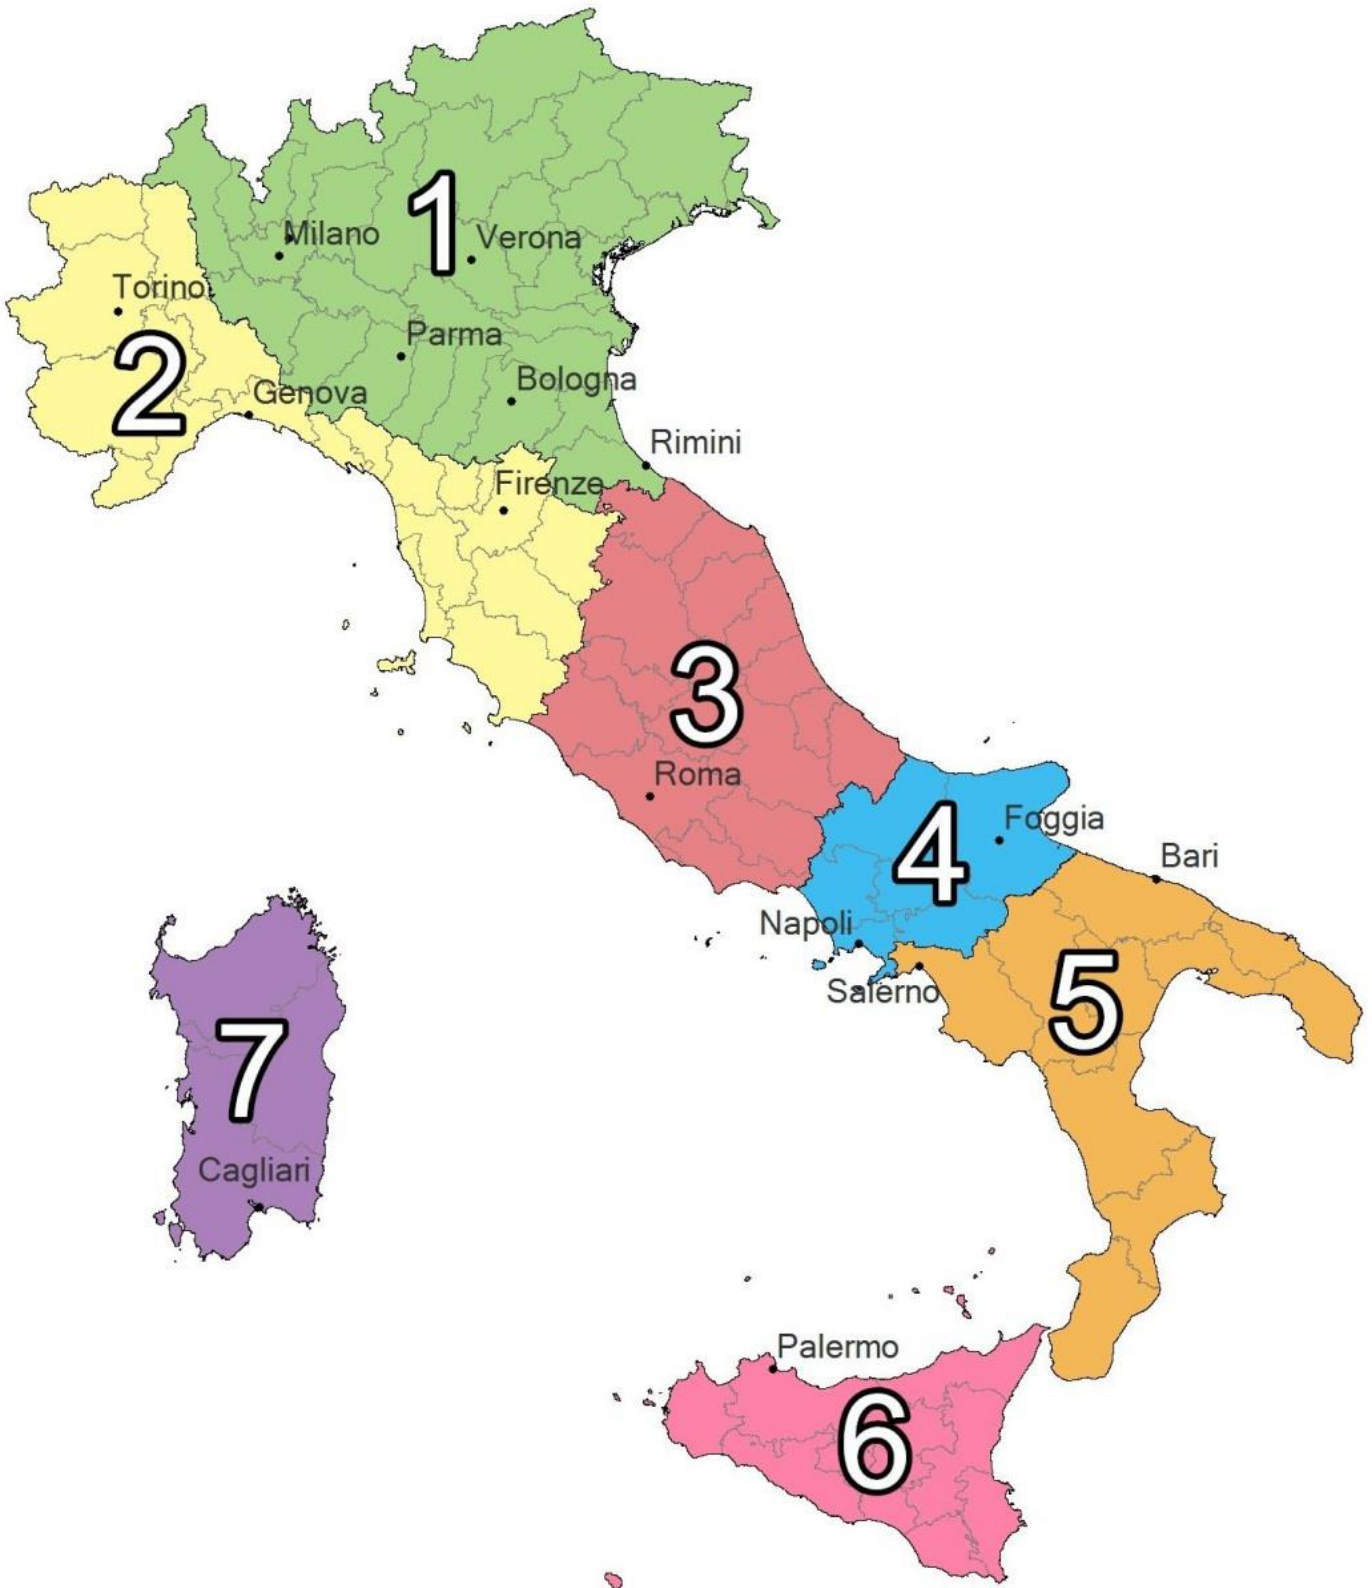 1
Milano
Verona
Torino
Parma
2
Bologna
Genova
Rimini
Firenze
3
Roma
4
Foggia
Bari
Napoli
5
Salerno
7
Cagliari
Palermo
6